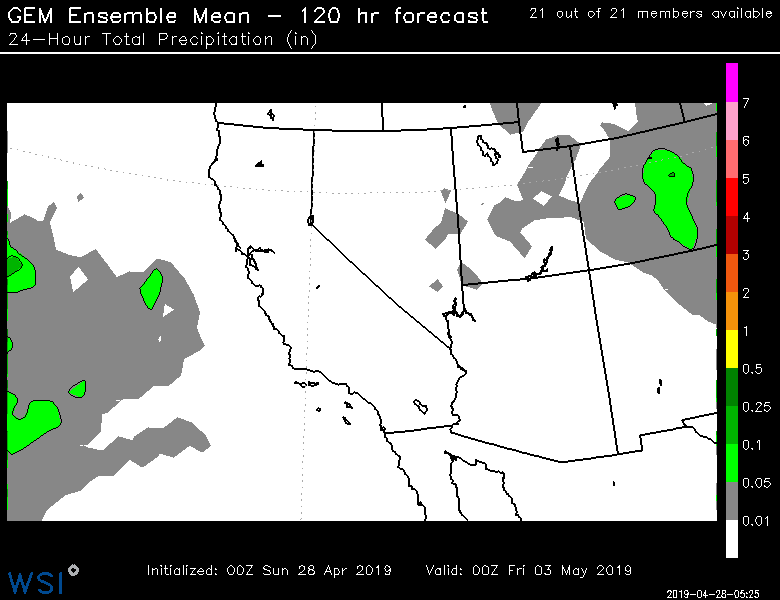 GEM Ensemble Mean - 120 hr forecast
21 out of 21 members available
24-Hour Total Precipitation (in)
7
6
5
4
3
2
1
0.5
0.25
0.1
0.05
0.01
Initialized: 00Z Sun 28 Apr 2019
Valid: 00Z Fri 03 May 2019
WSI
2019-04-28-05:25